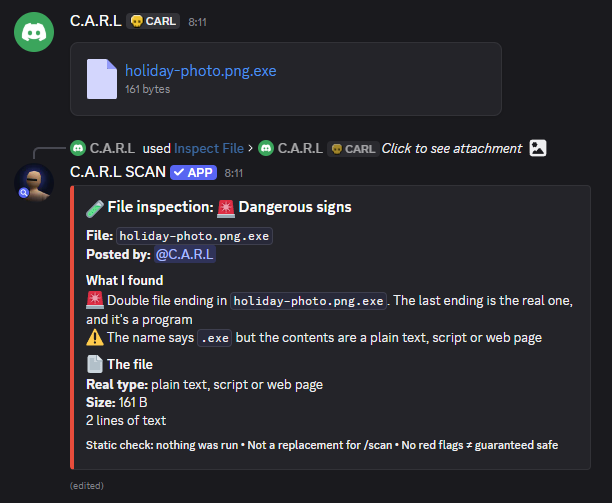 C.A.R.L CARL 8:11
holiday-photo.png.exe
161 bytes
C.A.R.L used Inspect File › C.A.R.L CARL Click to see attachment
C.A.R.L SCAN ✓ APP 8:11
File inspection: 🚨 Dangerous signs
File: holiday-photo.png.exe
Posted by: @C.A.R.L
What I found
🚨 Double file ending in holiday-photo.png.exe. The last ending is the real one,
and it's a program
⚠️ The name says .exe but the contents are a plain text, script or web page
The file
Real type: plain text, script or web page
Size: 161 B
2 lines of text
Static check: nothing was run • Not a replacement for /scan • No red flags ≠ guaranteed safe
(edited)